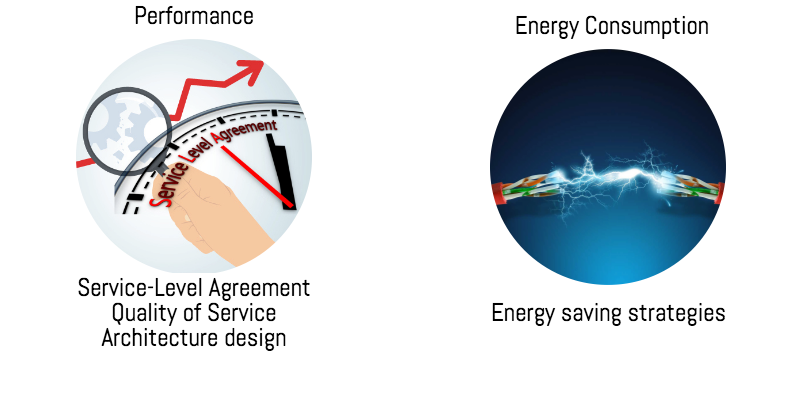 Performance
Energy Consumption
Service Level Agreement
Service-Level Agreement
Quality of Service
Architecture design
Energy saving strategies